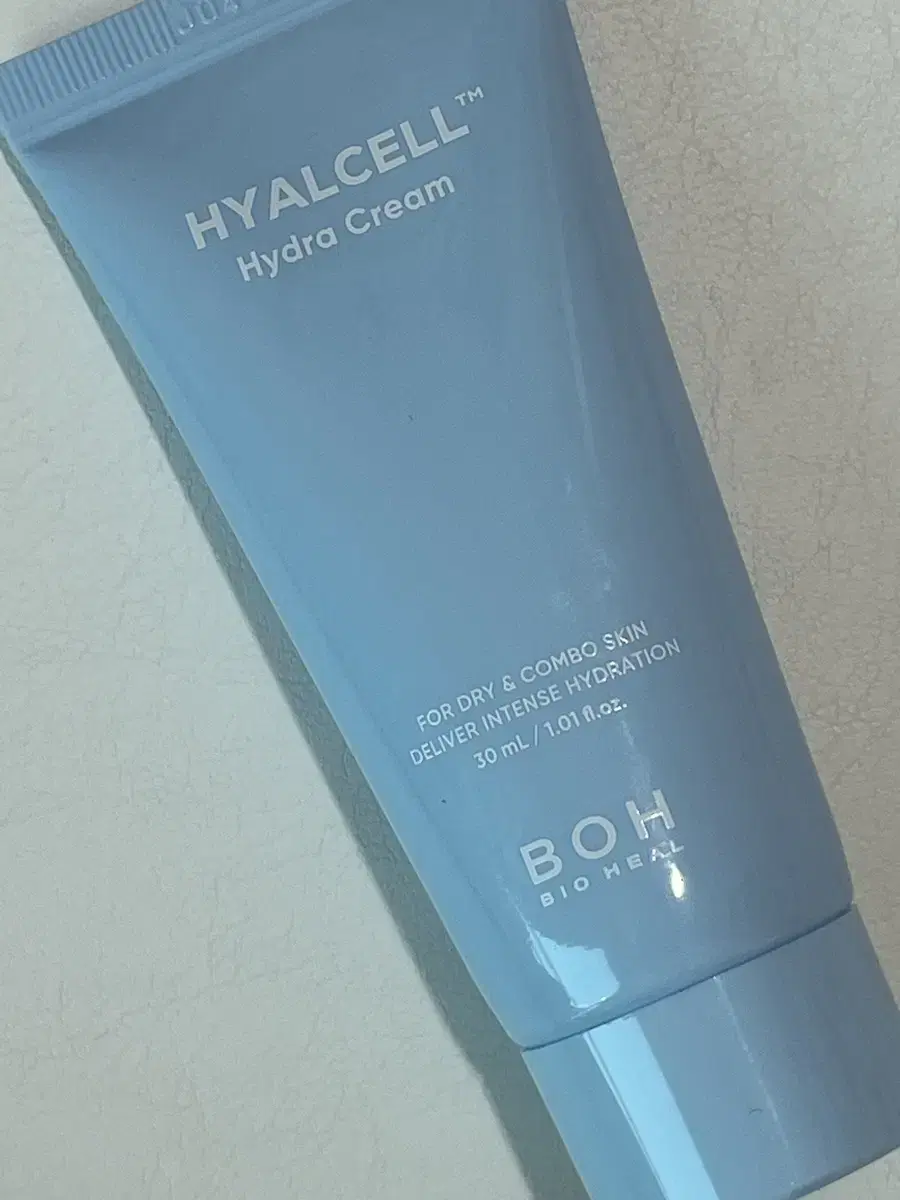 HYALCELL™
Hydra Cream
FOR DRY & COMBO SKIN
DELIVER INTENSE HYDRATION
30 mL / 1.01 fl.oz.
BOH
BIO HEAL